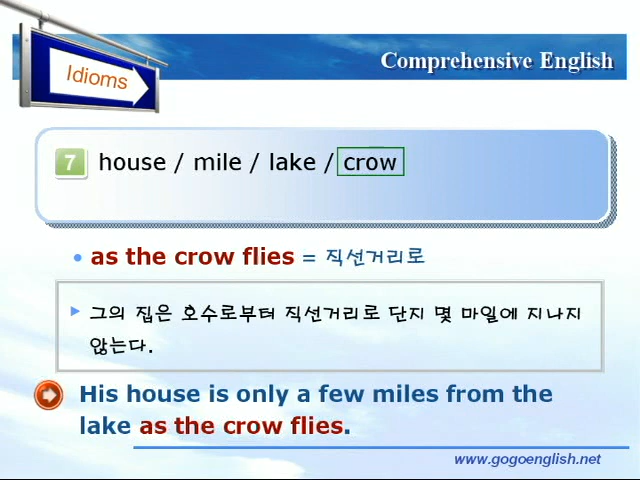 Idioms
Comprehensive English
7 house / mile / lake / crow
• as the crow flies = 직선거리로
그의 집은 오수로부터 직선거리로 단지 몇 마일에 지나지
않는다.
His house is only a few miles from the
lake as the crow flies.
www.gogoenglish.net